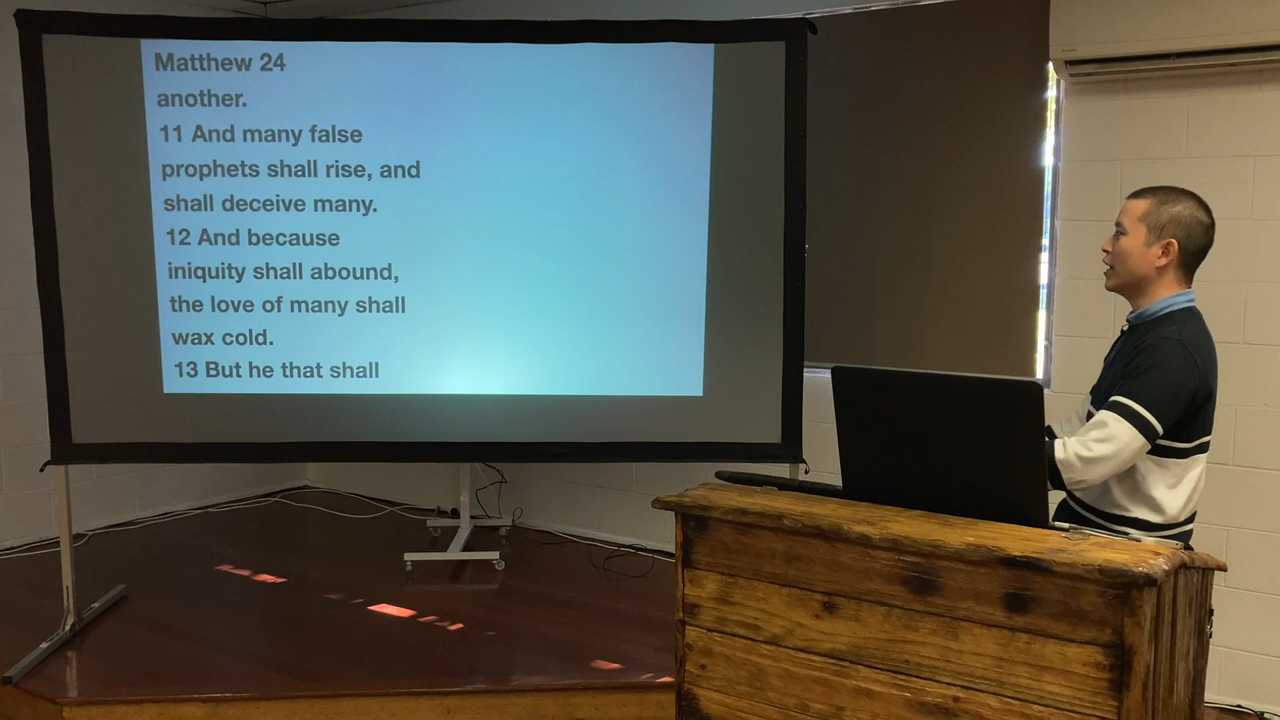 Matthew 24
another.
11 And many false
prophets shall rise, and
shall deceive many.
12 And because
iniquity shall abound,
the love of many shall
wax cold.
13 But he that shall